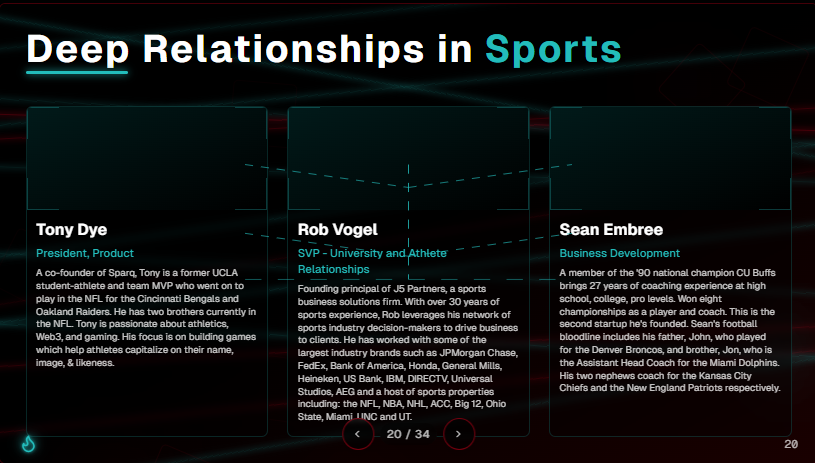 Deep Relationships in Sports
Tony Dye
President, Product
A co-founder of Sparq, Tony is a former UCLA
student-athlete and team MVP who went on to
play in the NFL for the Cincinnati Bengals and
Oakland Raiders. He has two brothers currently in
the NFL. Tony is passionate about athletics,
Web3, and gaming. His focus is on building games
which help athletes capitalize on their name,
image, & likeness.
Rob Vogel
SVP - University and Athlete
Relationships
Founding principal of J5 Partners, a sports
business solutions firm. With over 30 years of
sports experience, Rob leverages his network of
sports industry decision-makers to drive business
to clients. He has worked with some of the
largest industry brands such as JPMorgan Chase,
FedEx, Bank of America, Honda, General Mills,
Heineken, US Bank, IBM, DIRECTV, Universal
Studios, AEG and a host of sports properties
including: the NFL, NBA, NHL, ACC, Big 12, Ohio
State, Miami, UNC and UT.
Sean Embree
Business Development
A member of the '90 national champion CU Buffs
brings 27 years of coaching experience at high
school, college, pro levels. Won eight
championships as a player and coach. This is the
second startup he's founded. Sean's football
bloodline includes his father, John, who played
for the Denver Broncos, and brother, Jon, who is
the Assistant Head Coach for the Miami Dolphins.
His two nephews coach for the Kansas City
Chiefs and the New England Patriots respectively.
20 / 34
20